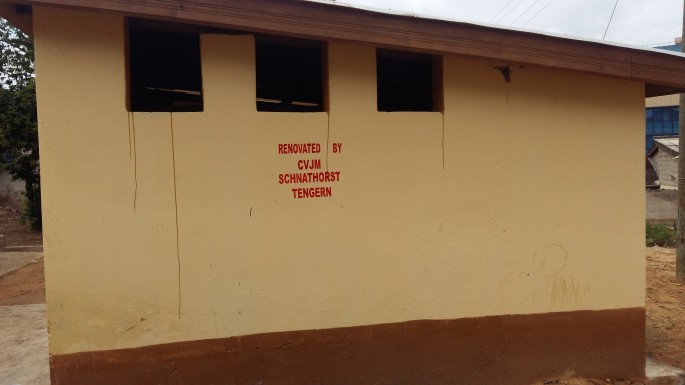 RENOVATED BY
CVJM
SCHNATHORST
TENGERN